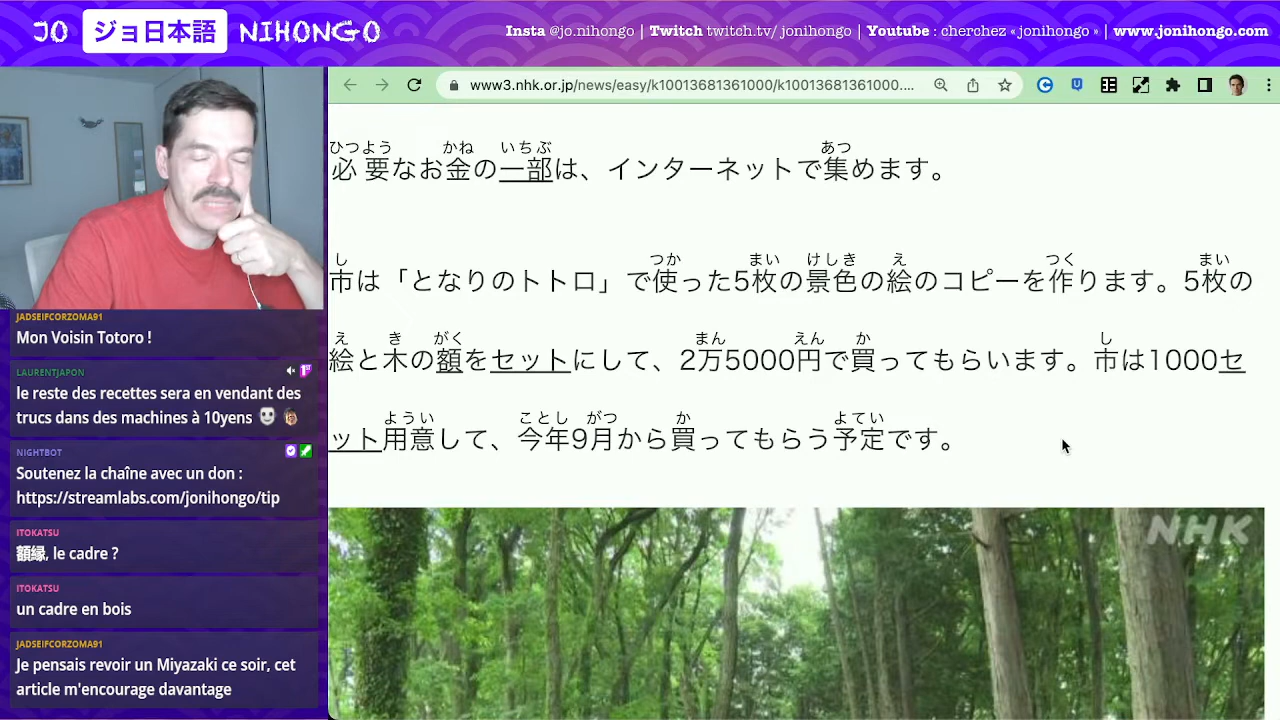 JO ジョ日本語 NIHONGO
Insta @jo.nihongo | Twitch twitch.tv/ jonihongo | Youtube : cherchez « jonihongo » | www.jonihongo.com
www3.nhk.or.jp/news/easy/k10013681361000/k10013681361000....
ひつよう かね いちぶ あつ
必要なお金の一部は、インターネットで集めます。
し つか まい けしき え つく まい
市は「となりのトトロ」で使った5枚の景色の絵のコピーを作ります。5枚の
え き がく まん えん か し
絵と木の額をセットにして、2万5000円で買ってもらいます。市は1000セ
ようい ことし がつ か よてい
ット用意して、今年9月から買ってもらう予定です。
NHK
JADSEIFCORZOMA91
Mon Voisin Totoro !
LAURENTJAPON
le reste des recettes sera en vendant des
trucs dans des machines à 10yens
NIGHTBOT
Soutenez la chaîne avec un don :
https://streamlabs.com/jonihongo/tip
ITOKATSU
額縁, le cadre ?
ITOKATSU
un cadre en bois
JADSEIFCORZOMA91
Je pensais revoir un Miyazaki ce soir, cet
article m'encourage davantage